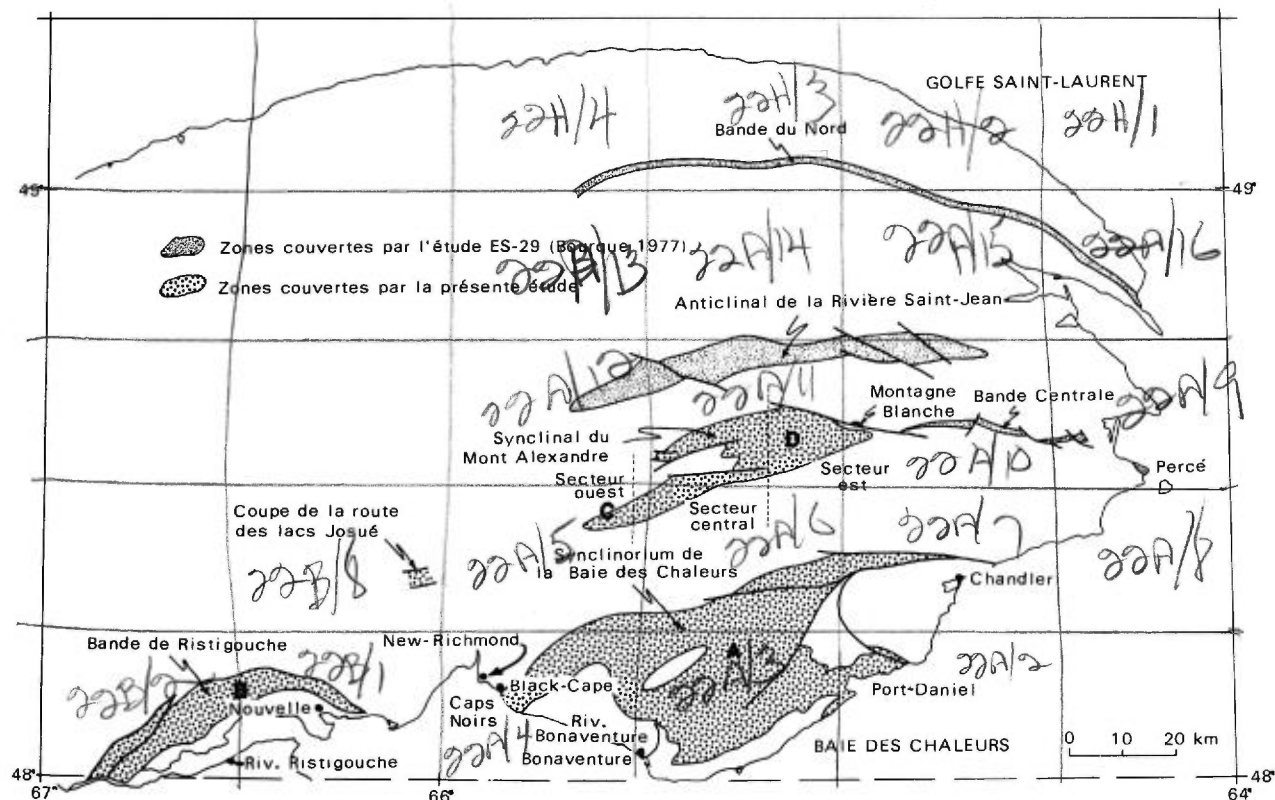 GOLFE SAINT-LAURENT
22H/4
22H/3
22H/2
22H/1
Bande du Nord
49°
49°
Zones couvertes par l'étude ES-29 (Bourque, 1977)
Zones couvertes par la présente étude
22A/14
22A/15
22A/16
Anticlinal de la Rivière Saint-Jean
22A/12
22A/11
Montagne
Blanche
Bande Centrale
22A/9
Synclinal du
Mont Alexandre
D
Secteur
ouest
Secteur
est
22A/10
Percé
C
Secteur
central
Coupe de la route
des lacs Josué
22B/8
22A/5
22A/6
22A/7
22A/8
Synclinorium de
la Baie des Chaleurs
Chandler
Bande de Ristigouche
New-Richmond
22B/2
22B/1
B
A
22A/3
22A/2
Nouvelle
Black-Cape
Caps
Noirs
Port-Daniel
22A/4
Riv.
Bonaventure
Bonaventure
BAIE DES CHALEURS
0 10 20 km
Riv. Ristigouche
48°
48°
67°
66°
64°